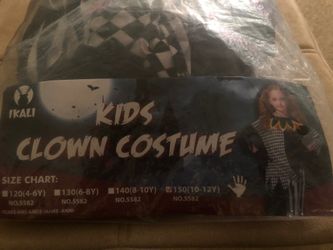 IKALI
KIDS
CLOWN COSTUME
SIZE CHART:
120(4-6Y) 130(6-8Y) 140(8-10Y) 150(10-12Y)
NO.5582 NO.5582 NO.5582 NO.5582